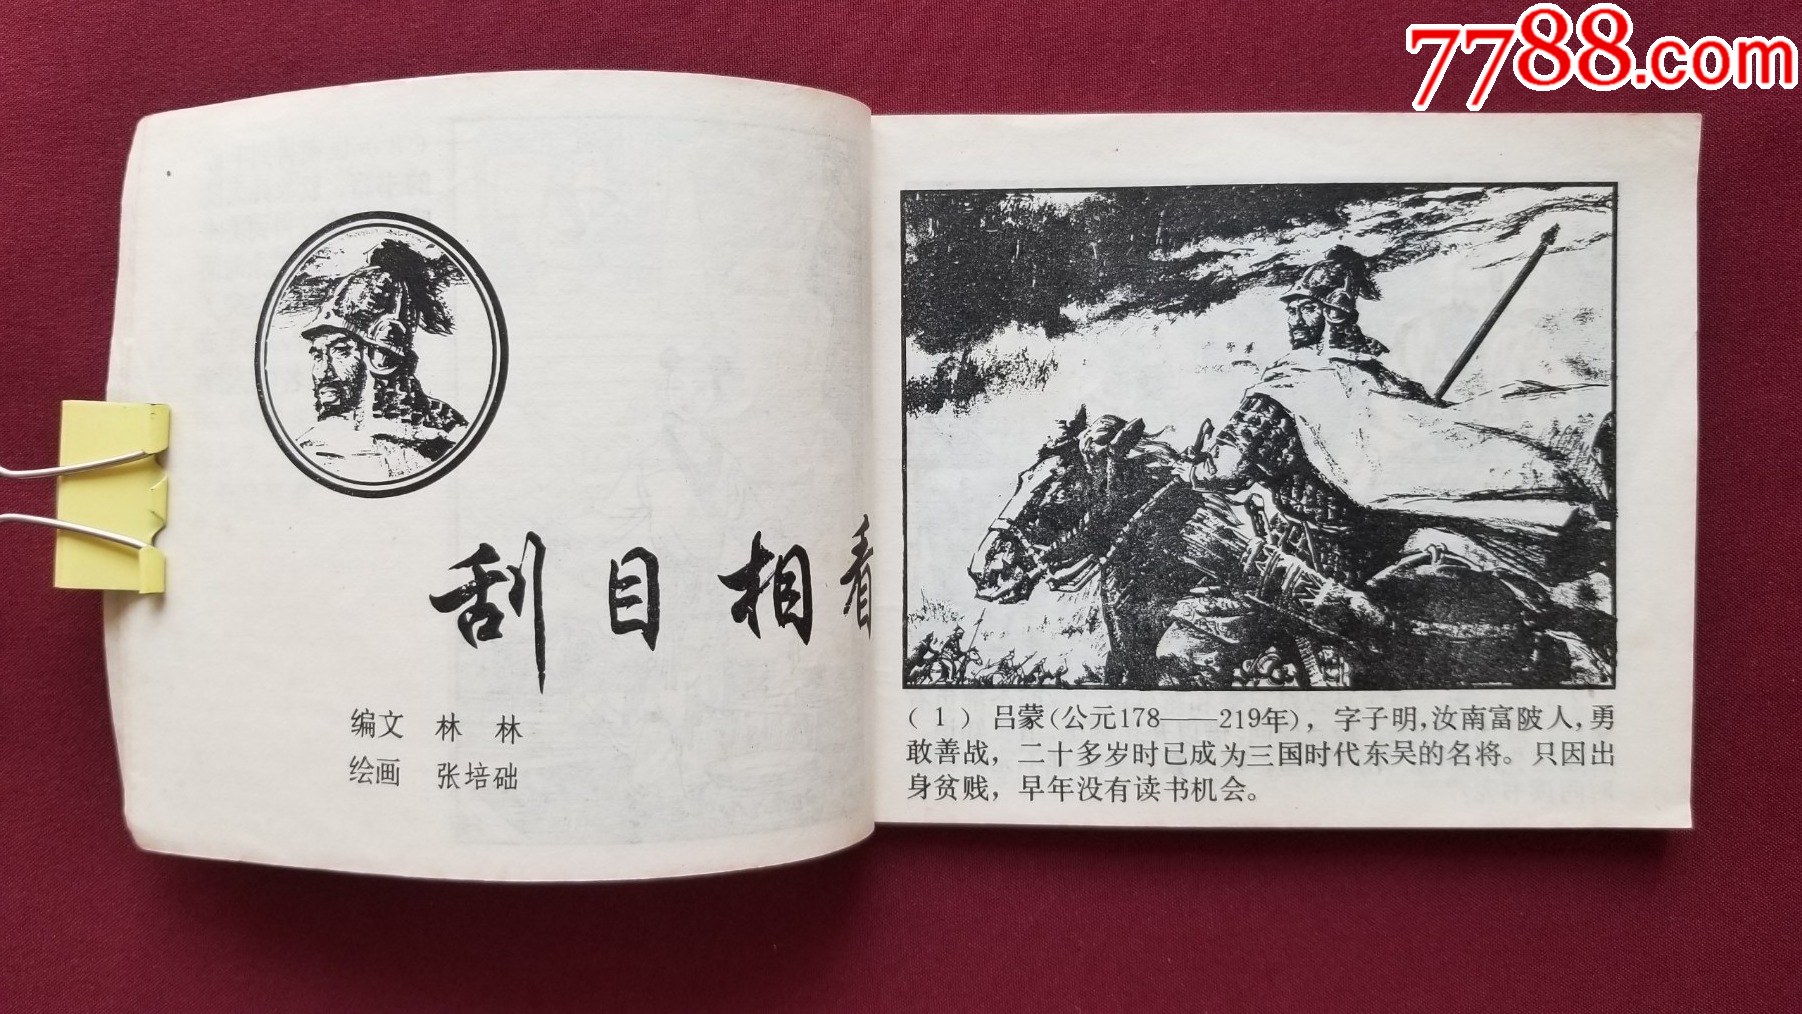 7788.com
刮目相看
编文 林 林
绘画 张培础
（1）吕蒙(公元178——219年)，字子明,汝南富陂人,勇
敢善战，二十多岁时已成为三国时代东吴的名将。只因出
身贫贱，早年没有读书机会。